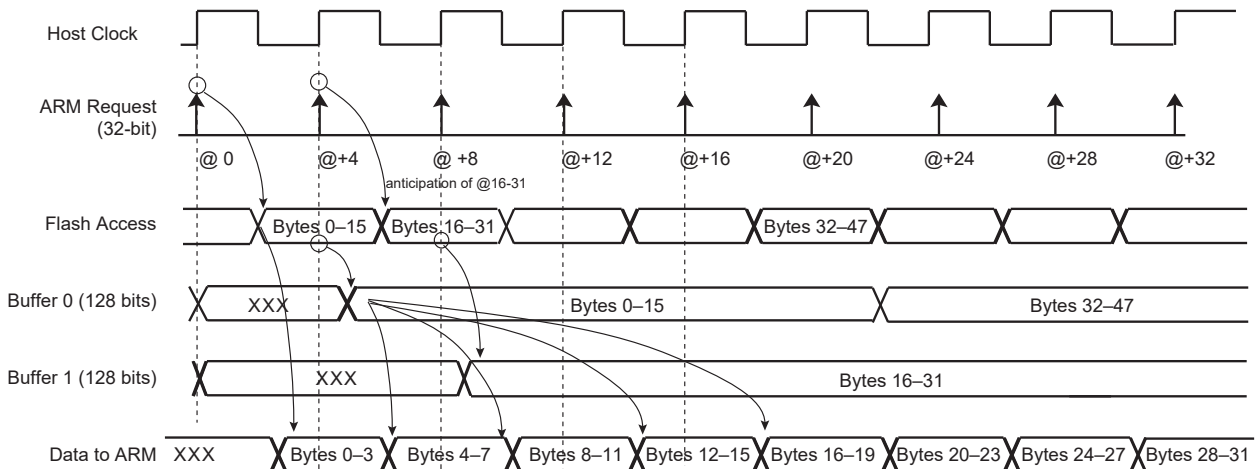 Host Clock
ARM Request
(32-bit)
@ 0
@+4
@ +8
@+12
@+16
@+20
@+24
@+28
@+32
anticipation of @16-31
Flash Access
Bytes 0–15
Bytes 16–31
Bytes 32–47
Buffer 0 (128 bits)
XXX
Bytes 0–15
Bytes 32–47
Buffer 1 (128 bits)
XXX
Bytes 16–31
Data to ARM
XXX
Bytes 0–3
Bytes 4–7
Bytes 8–11
Bytes 12–15
Bytes 16–19
Bytes 20–23
Bytes 24–27
Bytes 28–31